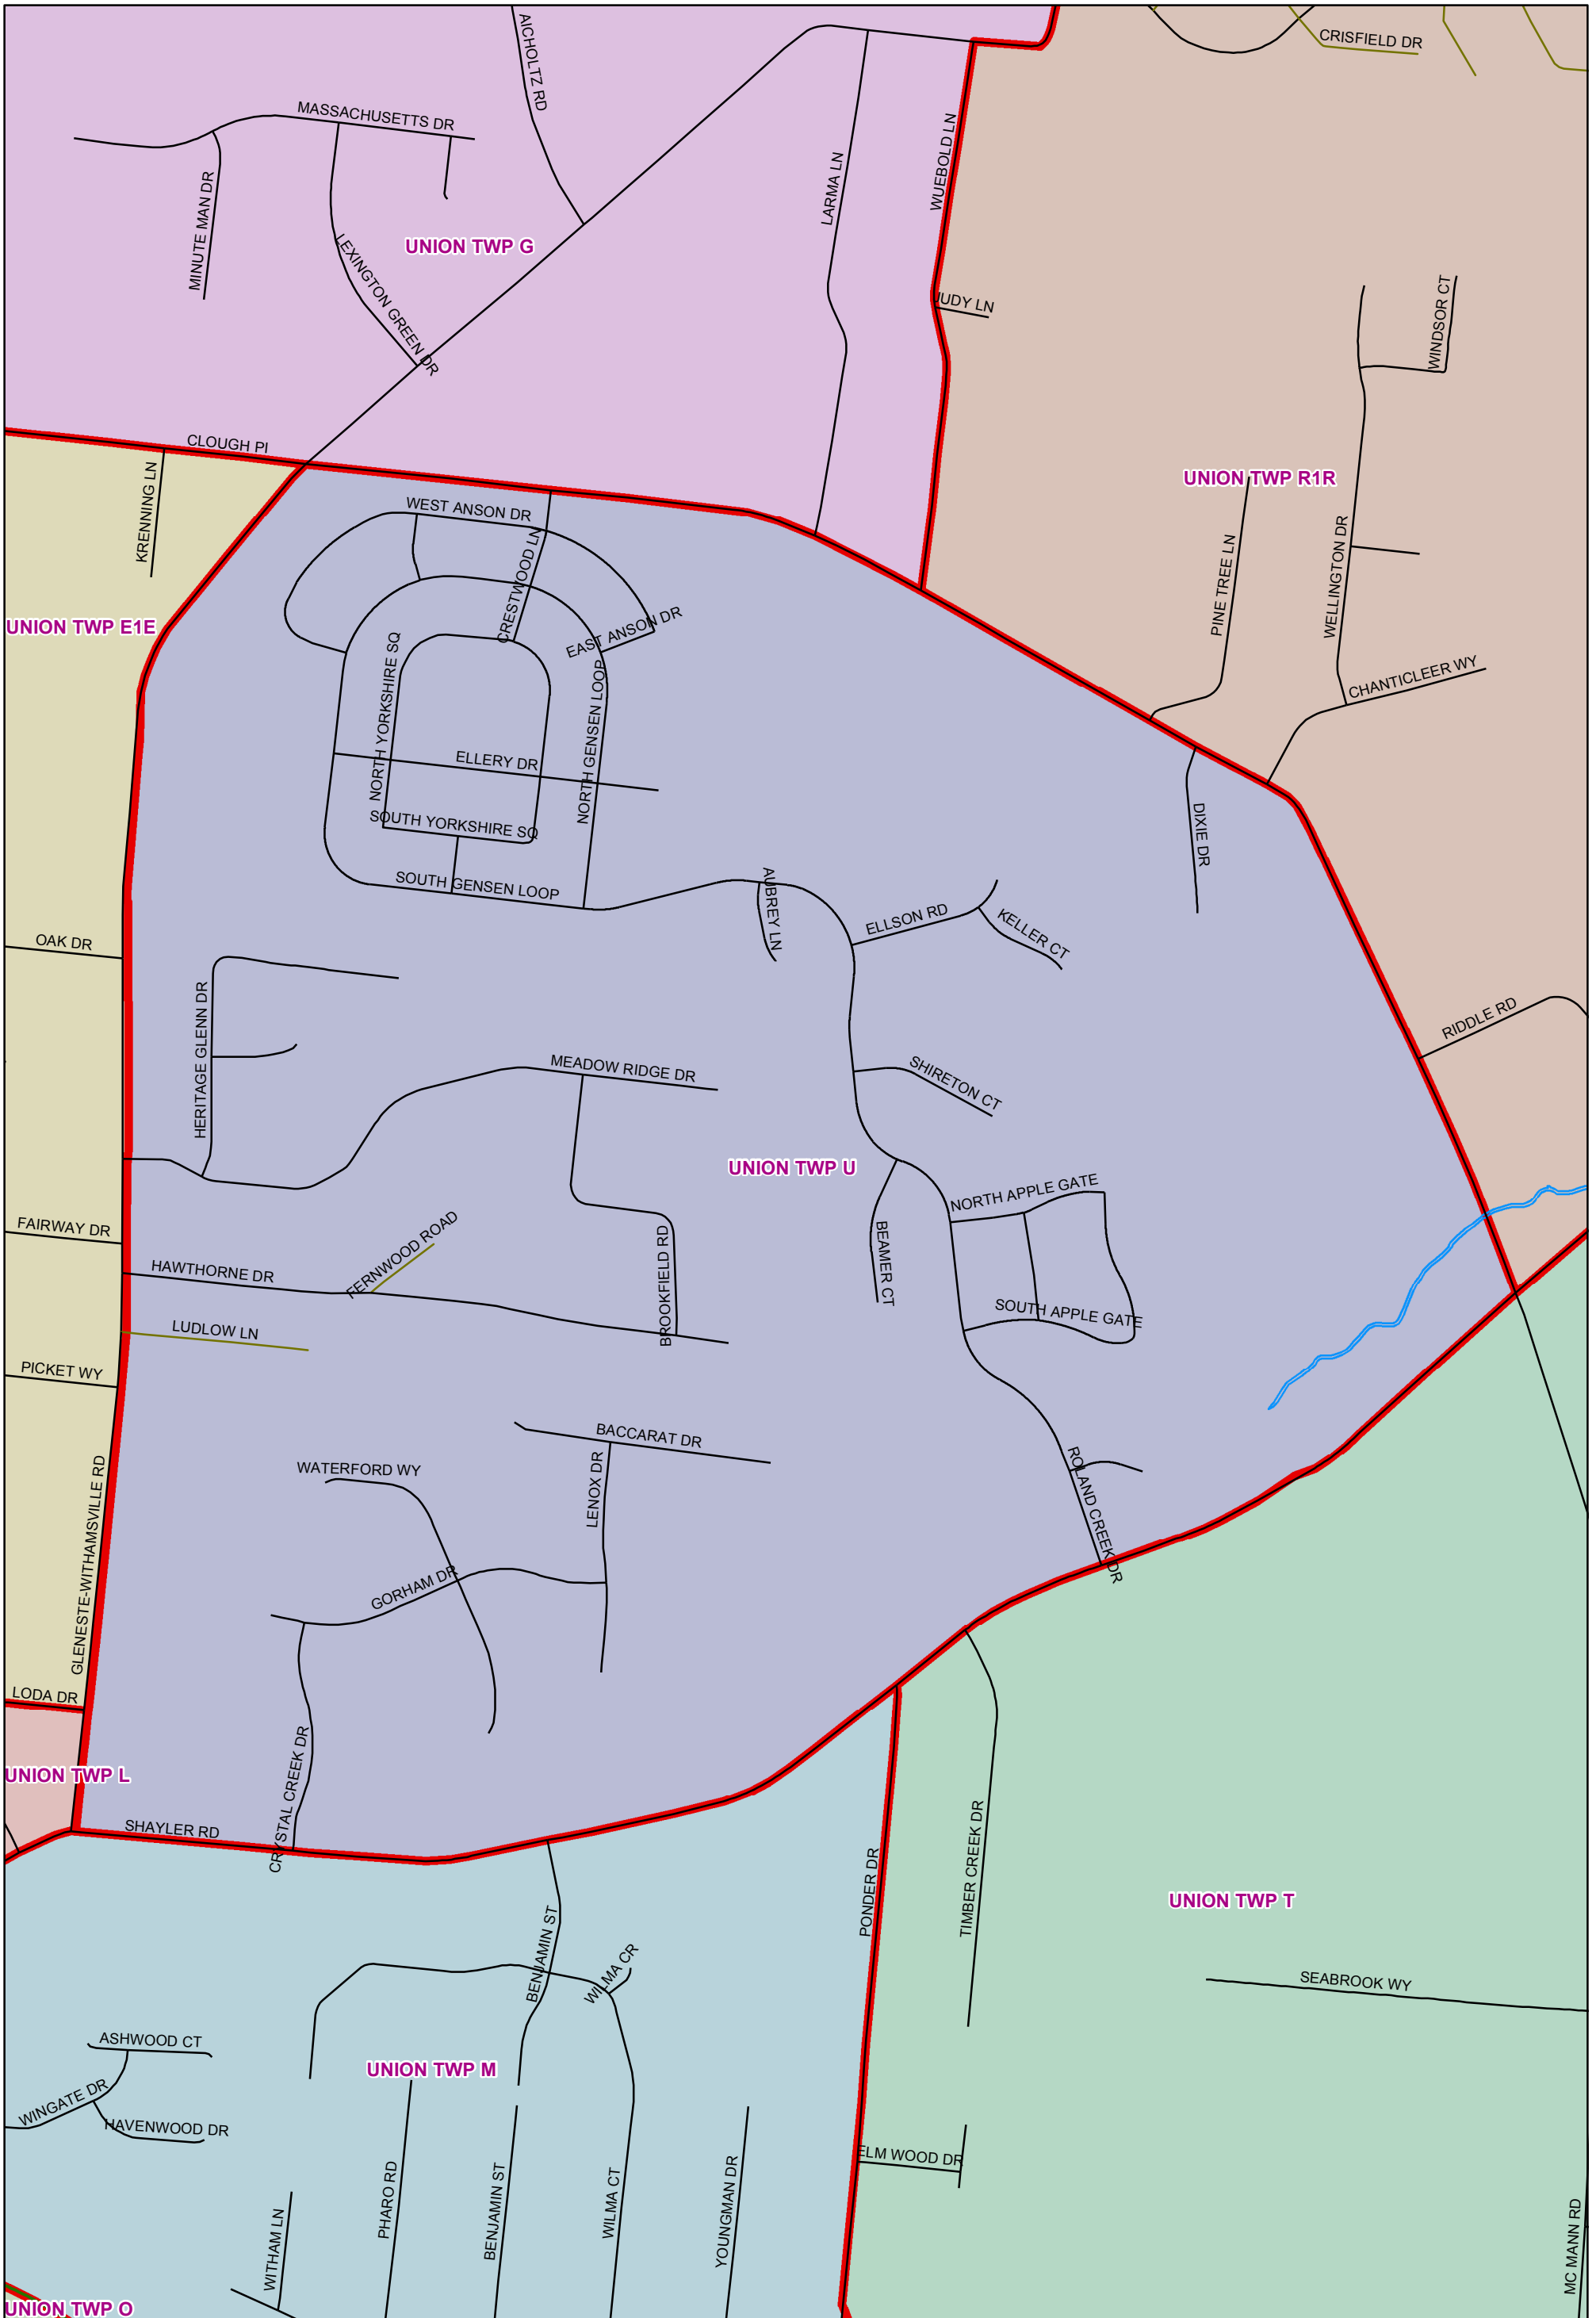 CRISFIELD DR
AICHOLTZ RD
MASSACHUSETTS DR
MINUTE MAN DR
LEXINGTON GREEN DR
UNION TWP G
LARMA LN
WUEBOLD LN
JUDY LN
WINDSOR CT
CLOUGH PI
KRENNING LN
UNION TWP R1R
WEST ANSON DR
CRESTWOOD LN
EAST ANSON DR
PINE TREE LN
WELLINGTON DR
UNION TWP E1E
NORTH YORKSHIRE SQ
NORTH GENSEN LOOP
CHANTICLEER WY
ELLERY DR
SOUTH YORKSHIRE SQ
DIXIE DR
SOUTH GENSEN LOOP
AUBREY LN
ELLSON RD
KELLER CT
OAK DR
HERITAGE GLENN DR
RIDDLE RD
MEADOW RIDGE DR
SHIRETON CT
UNION TWP U
NORTH APPLE GATE
FAIRWAY DR
FERNWOOD ROAD
HAWTHORNE DR
BROOKFIELD RD
BEAMER CT
SOUTH APPLE GATE
LUDLOW LN
PICKET WY
BACCARAT DR
WATERFORD WY
LENOX DR
ROLAND CREEK DR
GLENESTE-WITHAMSVILLE RD
GORHAM DR
LODA DR
CRYSTAL CREEK DR
UNION TWP L
SHAYLER RD
PONDER DR
TIMBER CREEK DR
UNION TWP T
BENJAMIN ST
WILMA CR
SEABROOK WY
ASHWOOD CT
UNION TWP M
WINGATE DR
HAVENWOOD DR
ELM WOOD DR
PHARO RD
BENJAMIN ST
WILMA CT
YOUNGMAN DR
WITHAM LN
MC MANN RD
UNION TWP O